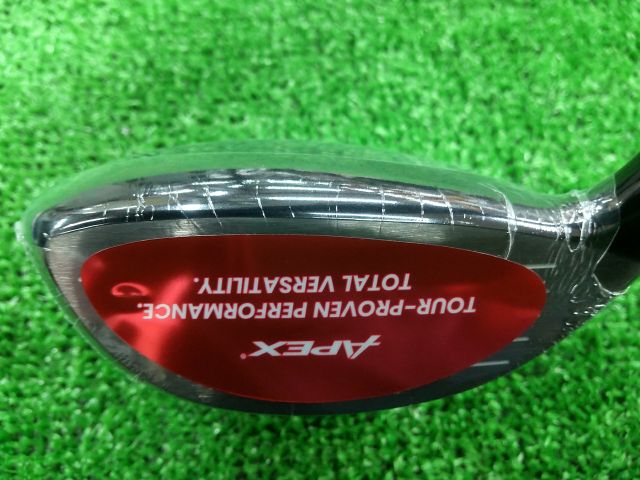 APEX®
TOUR-PROVEN PERFORMANCE.
TOTAL VERSATILITY.